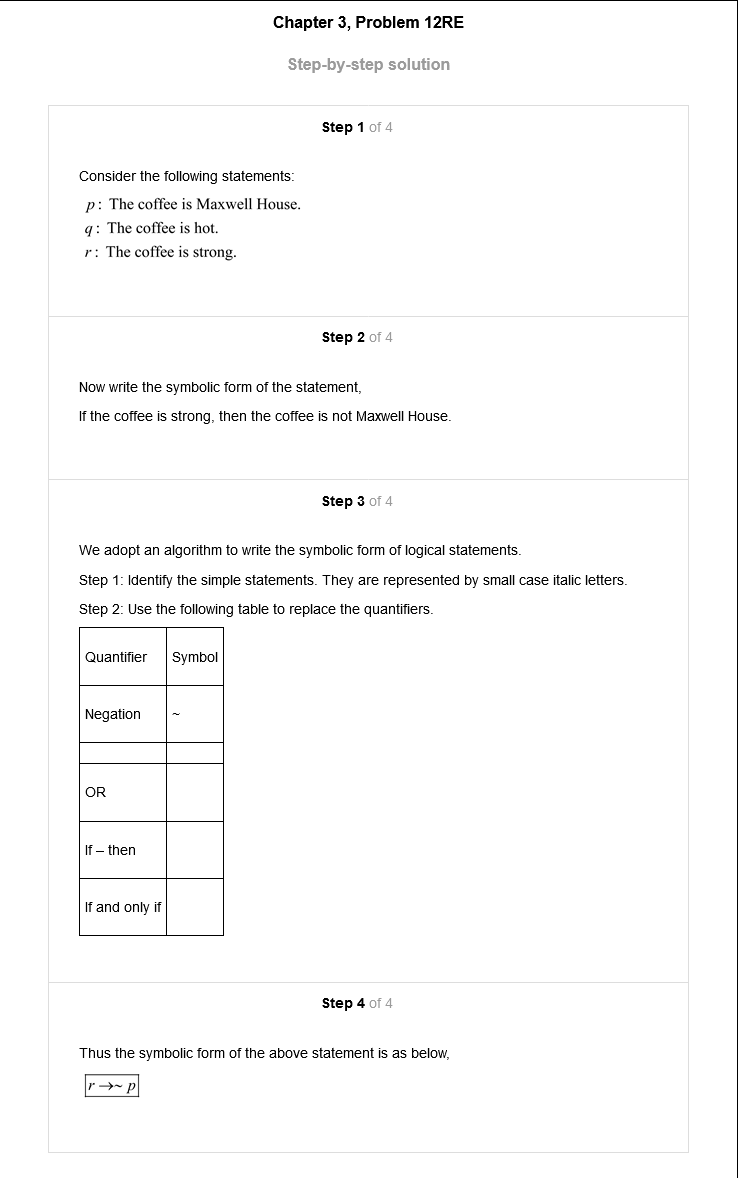 Chapter 3, Problem 12RE
Step-by-step solution
Step 1 of 4
Consider the following statements:
p: The coffee is Maxwell House.
q: The coffee is hot.
r: The coffee is strong.
Step 2 of 4
Now write the symbolic form of the statement,
If the coffee is strong, then the coffee is not Maxwell House.
Step 3 of 4
We adopt an algorithm to write the symbolic form of logical statements.
Step 1: Identify the simple statements. They are represented by small case italic letters.
Step 2: Use the following table to replace the quantifiers.
Quantifier Symbol
Negation ~
OR
If – then
If and only if
Step 4 of 4
Thus the symbolic form of the above statement is as below,
r →~ p